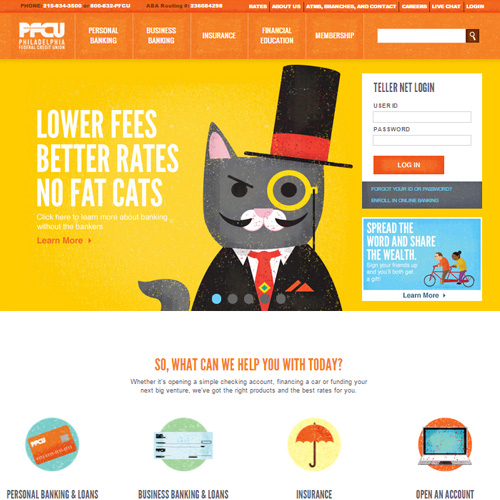 PHONE: 215-934-3500 or 800-832-PFCU
ABA Routing #: 236084298
RATES | ABOUT US | ATMS, BRANCHES, AND CONTACT | CAREERS | LIVE CHAT | LOGIN
PFCU
PHILADELPHIA
FEDERAL CREDIT UNION
PERSONAL
BANKING
BUSINESS
BANKING
INSURANCE
FINANCIAL
EDUCATION
MEMBERSHIP
LOWER FEES
BETTER RATES
NO FAT CATS
Click here to learn more about banking
without the bankers
Learn More
TELLER NET LOGIN
USER ID
PASSWORD
LOG IN
FORGOT YOUR ID OR PASSWORD?
ENROLL IN ONLINE BANKING
SPREAD THE
WORD AND SHARE
THE WEALTH.
Sign your friends up
and you'll both get
a gift!
Learn More
SO, WHAT CAN WE HELP YOU WITH TODAY?
Whether it's opening a simple checking account, financing a car or funding your
next big venture, we've got the right products and the best rates for you.
PFCU
PERSONAL BANKING & LOANS
BUSINESS BANKING & LOANS
INSURANCE
OPEN AN ACCOUNT